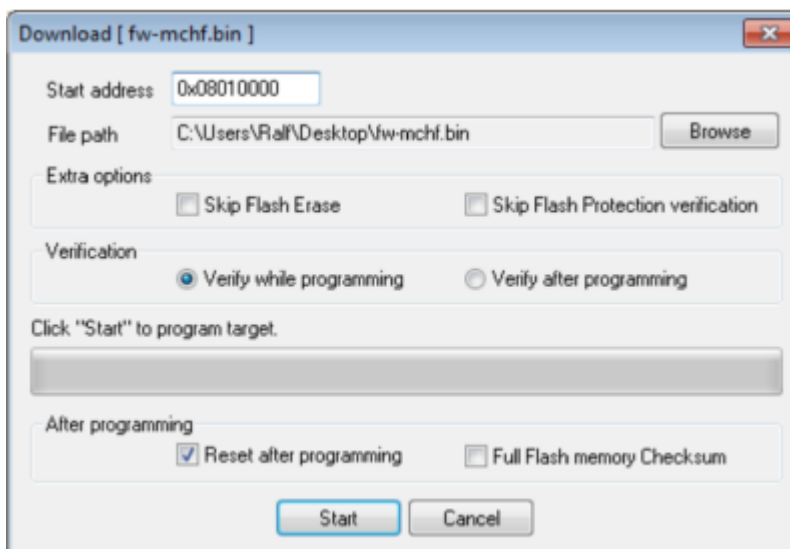 Download [ fw-mchf.bin ]
Start address 0x08010000
File path C:\Users\Ralf\Desktop\fw-mchf.bin Browse
Extra options
Skip Flash Erase Skip Flash Protection verification
Verification
Verify while programming Verify after programming
Click "Start" to program target.
After programming
Reset after programming Full Flash memory Checksum
Start Cancel